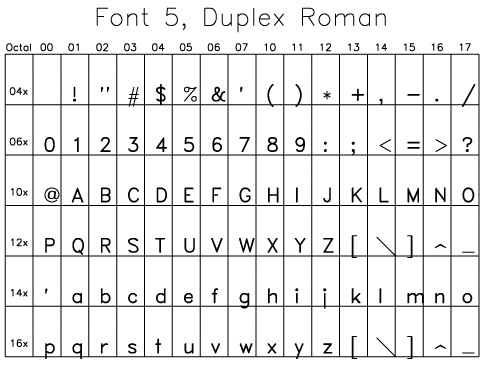 Font 5, Duplex Roman
Octal 00 01 02 03 04 05 06 07 10 11 12 13 14 15 16 17
04x ! " # $ % & ' ( ) * + , - . /
06x 0 1 2 3 4 5 6 7 8 9 : ; < = > ?
10x @ A B C D E F G H I J K L M N O
12x P Q R S T U V W X Y Z [ \ ] ^ _
14x ' a b c d e f g h i j k l m n o
16x p q r s t u v w x y z [ \ ] ^ _